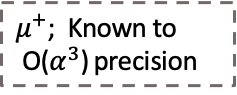 μ⁺; Known to
O(α³) precision